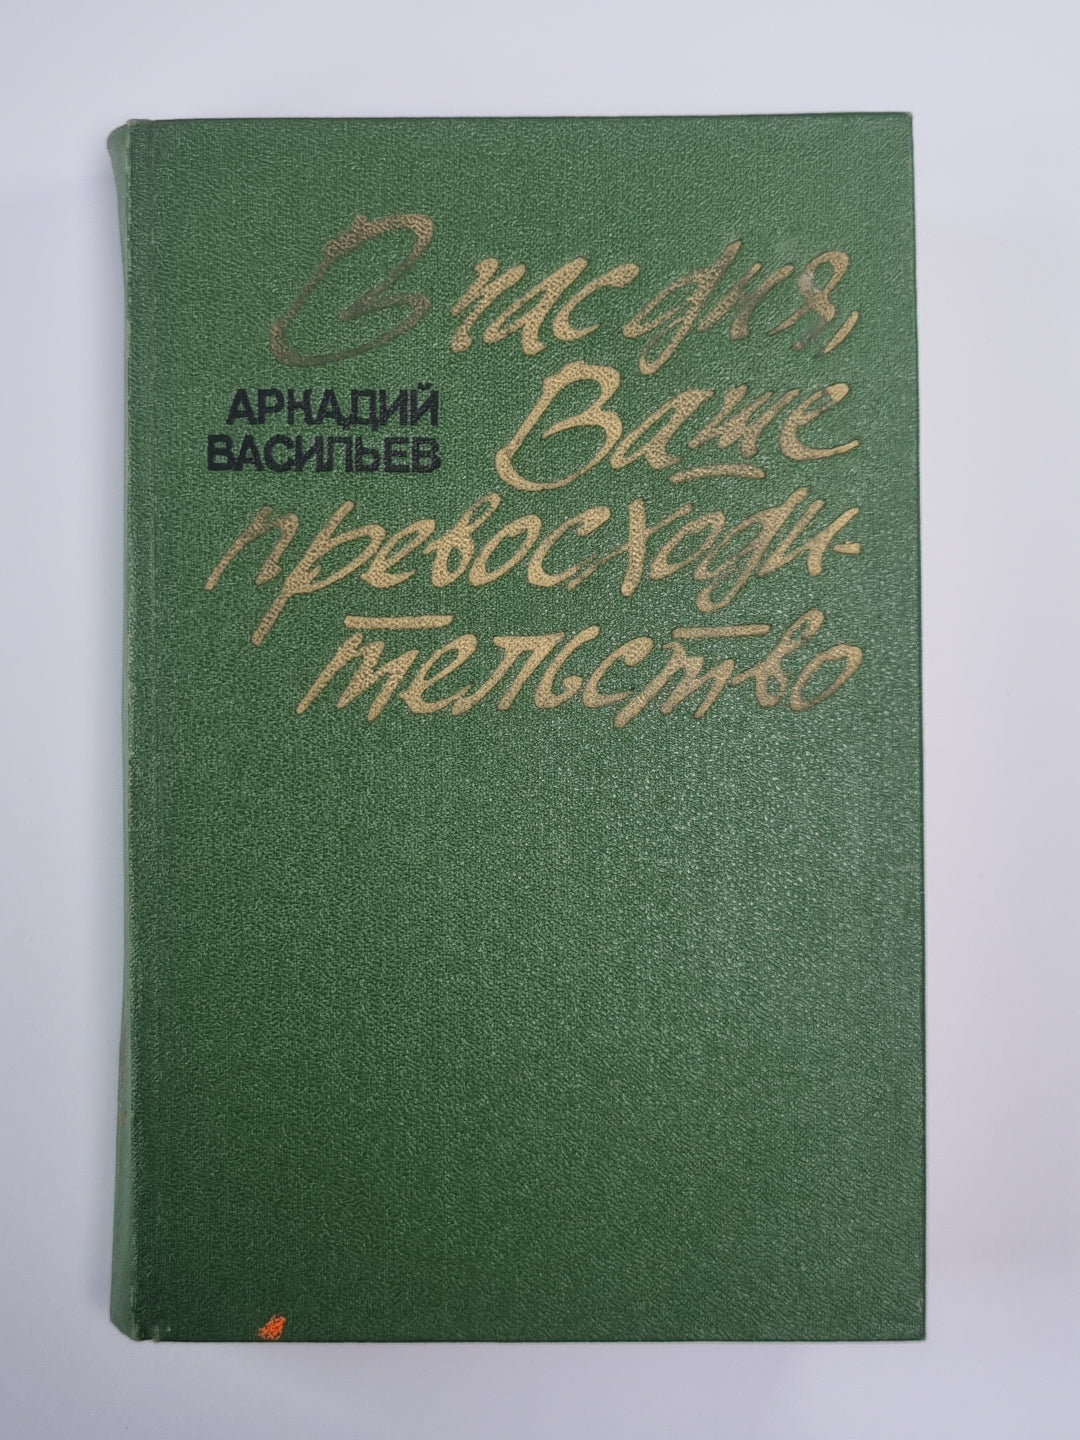 В час дня,
АРКАДИЙ
ВАСИЛЬЕВ
Ваше
превосходи-
тельство